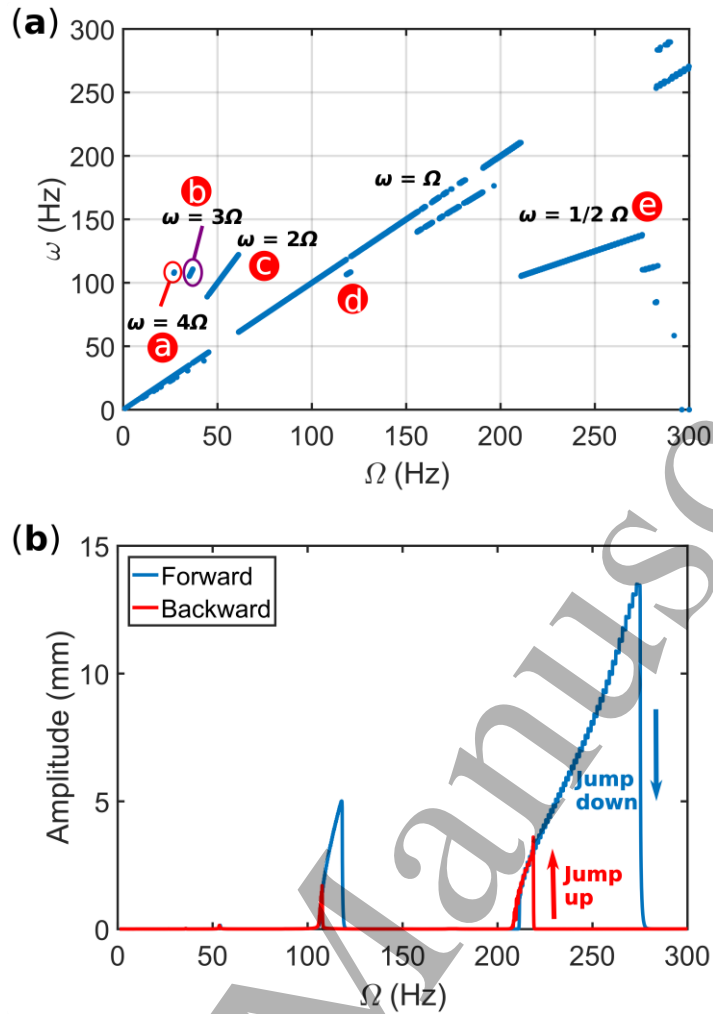 (a)
300
250
200
150
100
50
0
ω (Hz)
b
ω = 3Ω
ω = Ω
ω = 1/2 Ω
e
ω = 2Ω
c
d
ω = 4Ω
a
0 50 100 150 200 250 300
Ω (Hz)
(b)
15
10
5
0
Amplitude (mm)
Forward
Backward
Jump
down
Jump
up
0 50 100 150 200 250 300
Ω (Hz)
Manusc